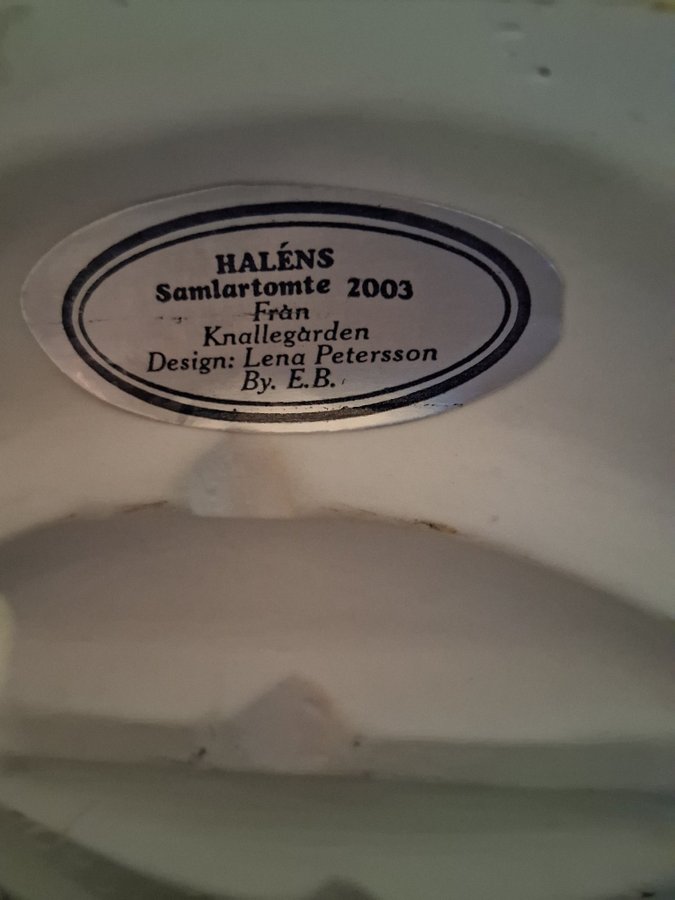 HALÉNS
Samlartomte 2003
Från
Knallegården
Design: Lena Petersson
By. E.B.